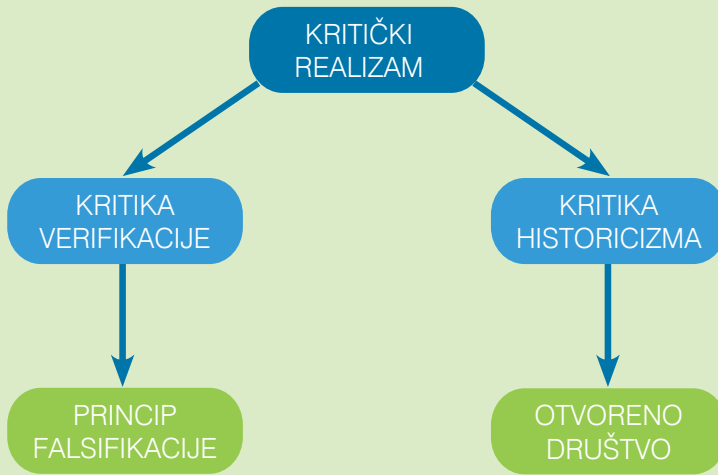 KRITIČKI
REALIZAM
KRITIKA
VERIFIKACIJE
KRITIKA
HISTORICIZMA
PRINCIP
FALSIFIKACIJE
OTVORENO
DRUŠTVO